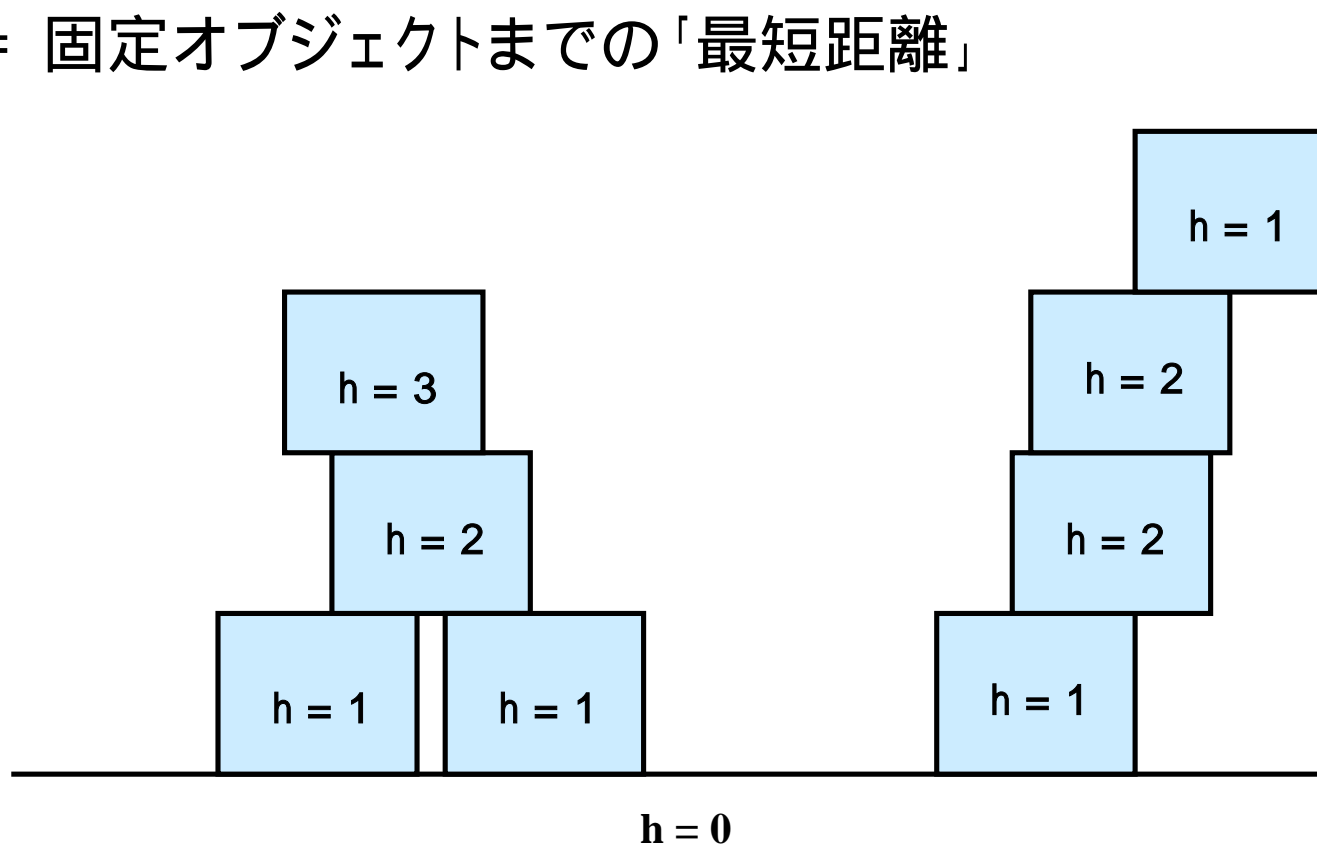 = 固定オブジェクトまでの「最短距離」
h = 1
h = 3
h = 2
h = 2
h = 2
h = 1
h = 1
h = 1
h = 0